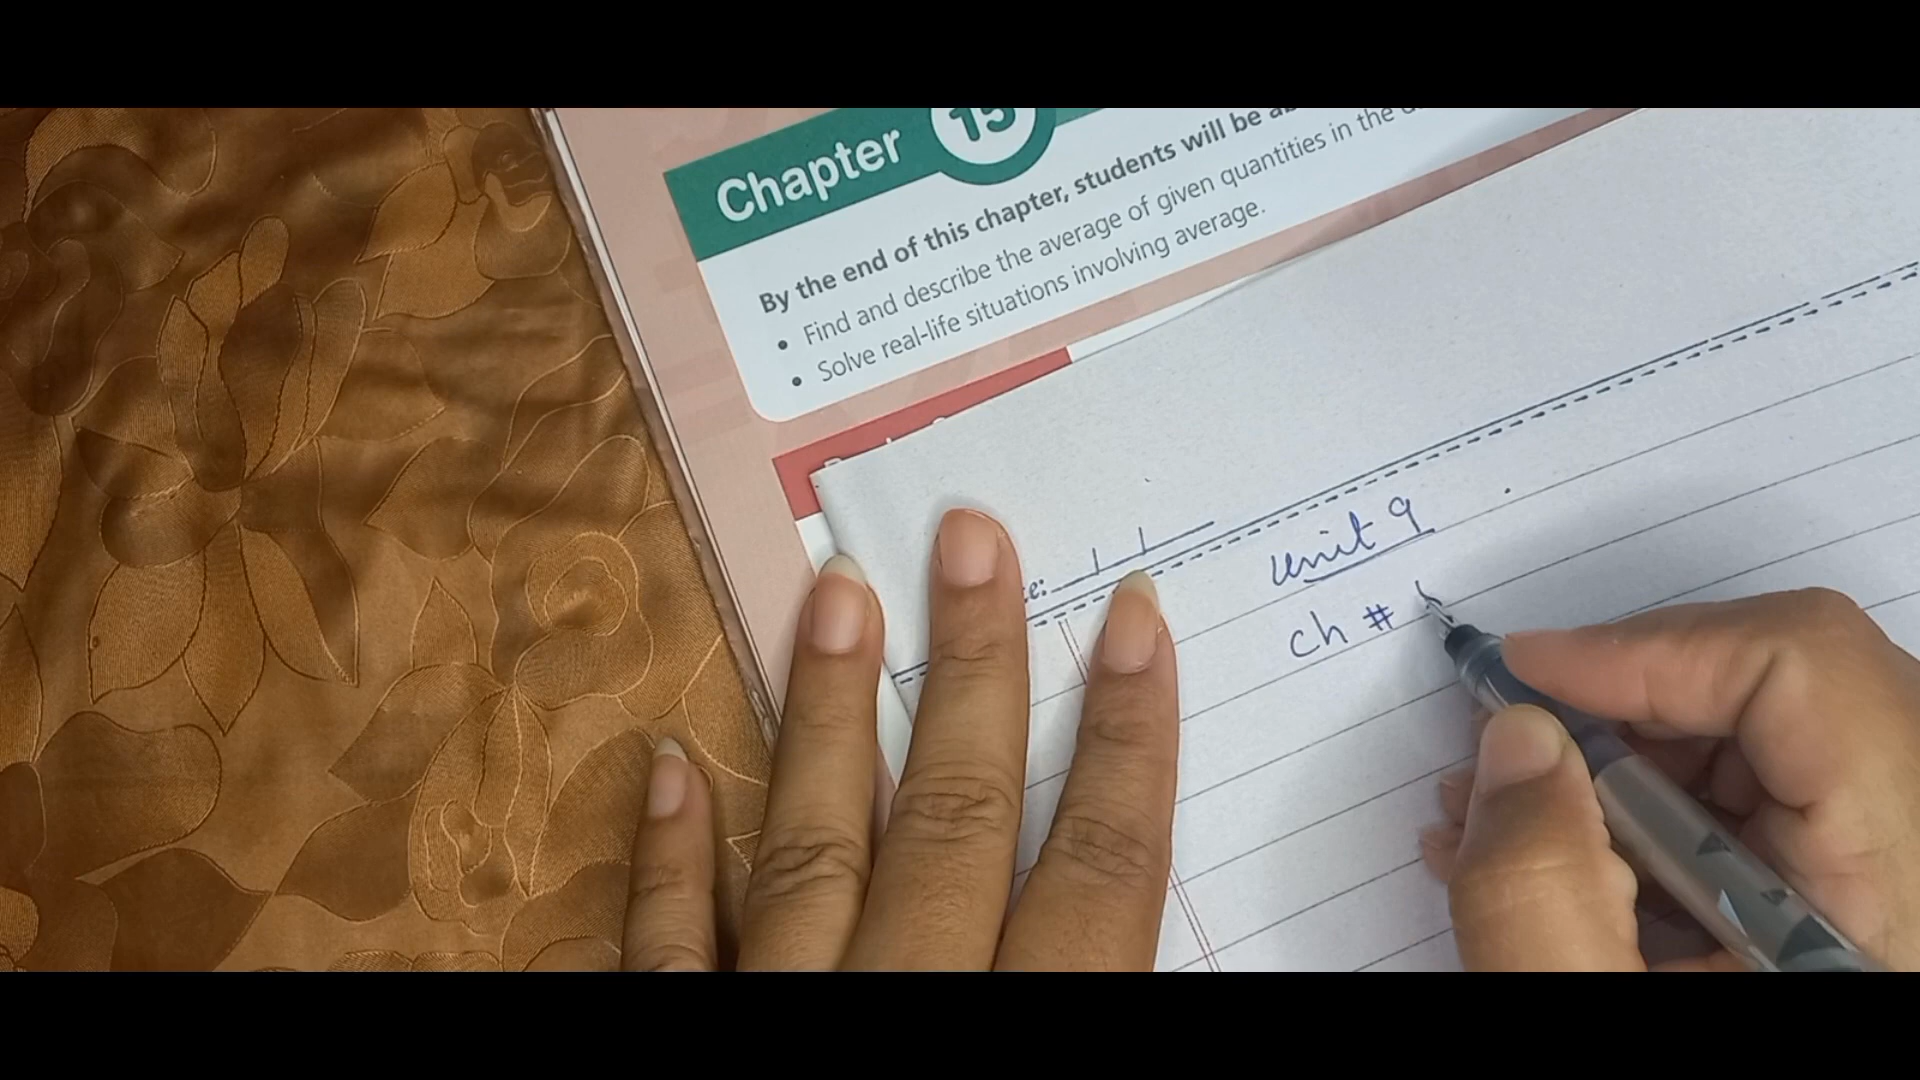 Chapter 15
By the end of this chapter, students will be
• Find and describe the average of given quantities in the
• Solve real-life situations involving average.
te:
Unit 9
ch #